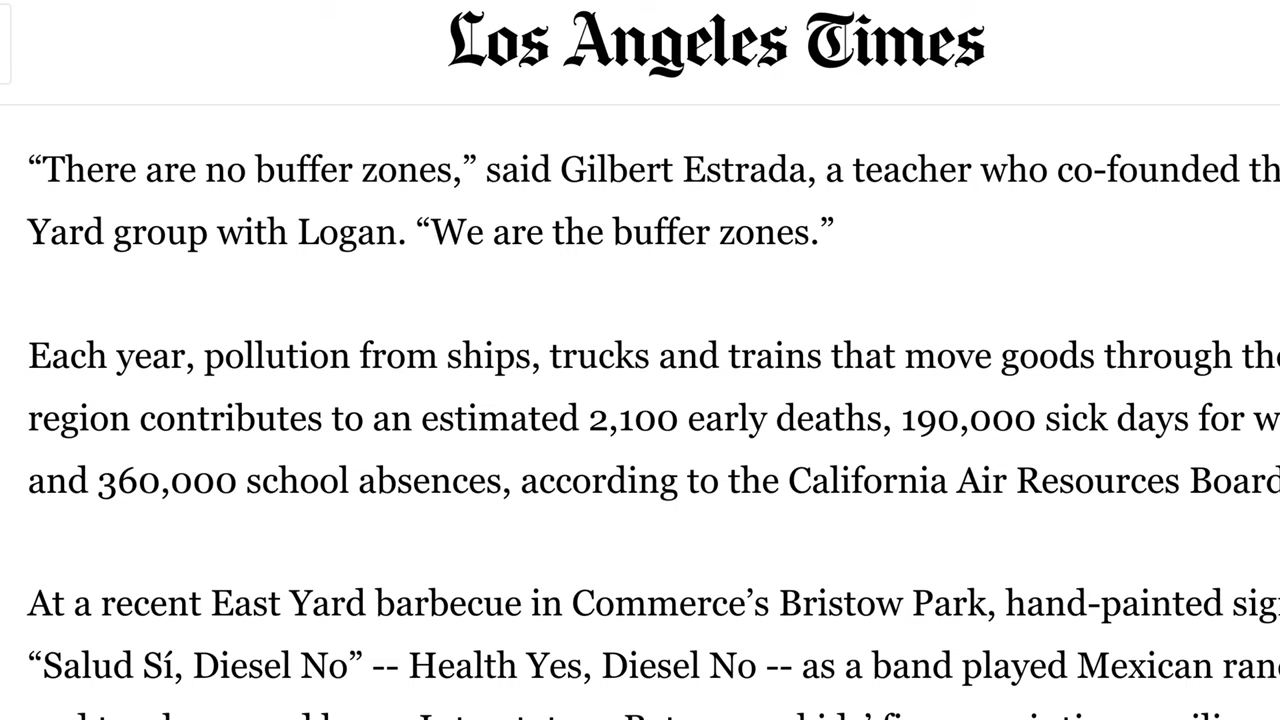 Los Angeles Times
“There are no buffer zones,” said Gilbert Estrada, a teacher who co-founded
Yard group with Logan. “We are the buffer zones.”
Each year, pollution from ships, trucks and trains that move goods through
region contributes to an estimated 2,100 early deaths, 190,000 sick days for
and 360,000 school absences, according to the California Air Resources Board
At a recent East Yard barbecue in Commerce’s Bristow Park, hand-painted
“Salud Sí, Diesel No” -- Health Yes, Diesel No -- as a band played Mexican